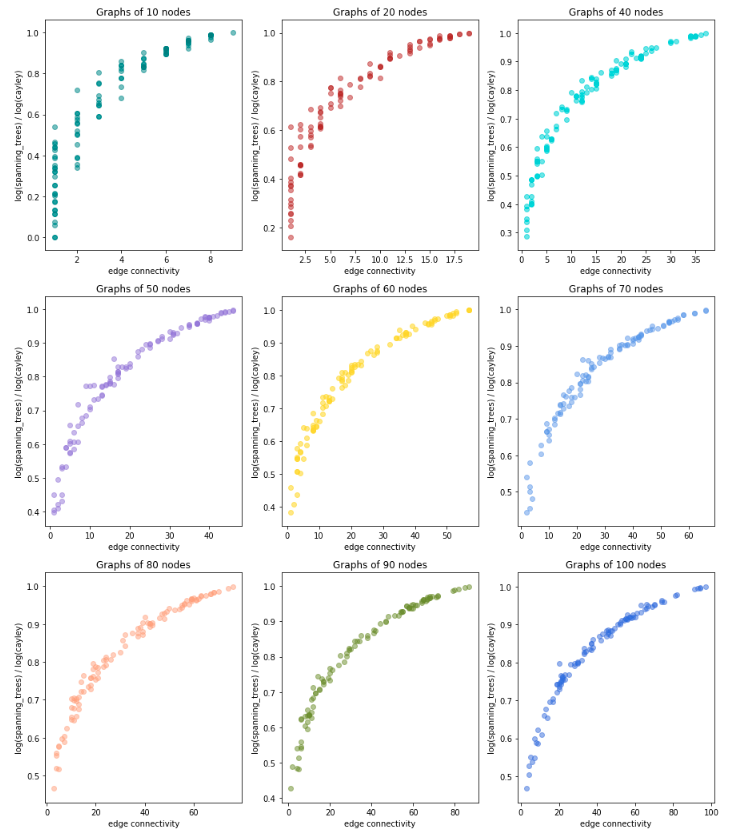 Graphs of 10 nodes
Graphs of 20 nodes
Graphs of 40 nodes
log(spanning_trees) / log(cayley)
1.0
0.8
0.6
0.4
0.2
0.0
2 4 6 8
edge connectivity
log(spanning_trees) / log(cayley)
1.0
0.8
0.6
0.4
0.2
2.5 5.0 7.5 10.0 12.5 15.0 17.5
edge connectivity
log(spanning_trees) / log(cayley)
1.0
0.9
0.8
0.7
0.6
0.5
0.4
0.3
0 5 10 15 20 25 30 35
edge connectivity
Graphs of 50 nodes
Graphs of 60 nodes
Graphs of 70 nodes
log(spanning_trees) / log(cayley)
1.0
0.9
0.8
0.7
0.6
0.5
0.4
0 10 20 30 40
edge connectivity
log(spanning_trees) / log(cayley)
1.0
0.9
0.8
0.7
0.6
0.5
0.4
0 10 20 30 40 50
edge connectivity
log(spanning_trees) / log(cayley)
1.0
0.9
0.8
0.7
0.6
0.5
0 10 20 30 40 50 60
edge connectivity
Graphs of 80 nodes
Graphs of 90 nodes
Graphs of 100 nodes
log(spanning_trees) / log(cayley)
1.0
0.9
0.8
0.7
0.6
0.5
0 20 40 60
edge connectivity
log(spanning_trees) / log(cayley)
1.0
0.9
0.8
0.7
0.6
0.5
0.4
0 20 40 60 80
edge connectivity
log(spanning_trees) / log(cayley)
1.0
0.9
0.8
0.7
0.6
0.5
0 20 40 60 80 100
edge connectivity